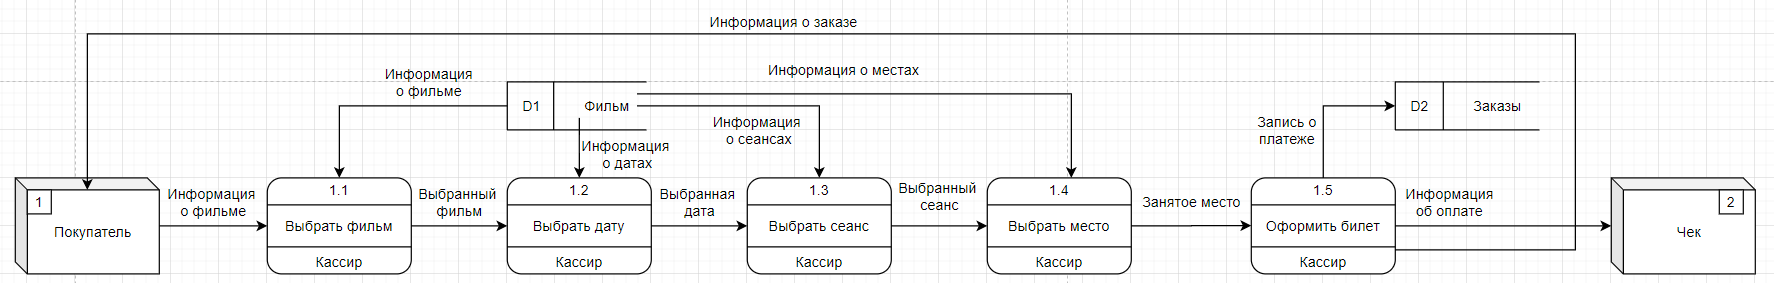 Информация о заказе
Информация
о фильме
Информация о местах
D1
Фильм
D2
Заказы
Информация
о сеансах
Запись о
платеже
Информация
о датах
1
Покупатель
Информация
о фильме
1.1
Выбрать фильм
Кассир
Выбранный
фильм
1.2
Выбрать дату
Кассир
Выбранная
дата
1.3
Выбрать сеанс
Кассир
Выбранный
сеанс
1.4
Выбрать место
Кассир
Занятое место
1.5
Оформить билет
Кассир
Информация
об оплате
2
Чек